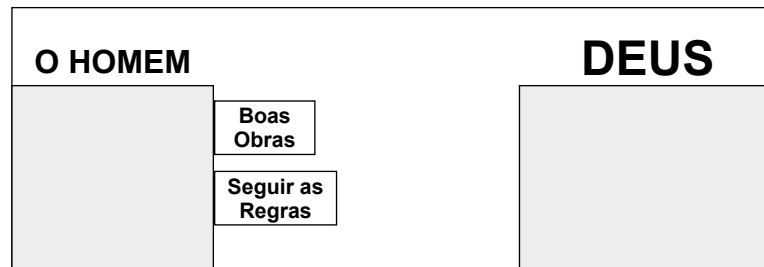 O HOMEM
DEUS
Boas
Obras
Seguir as
Regras